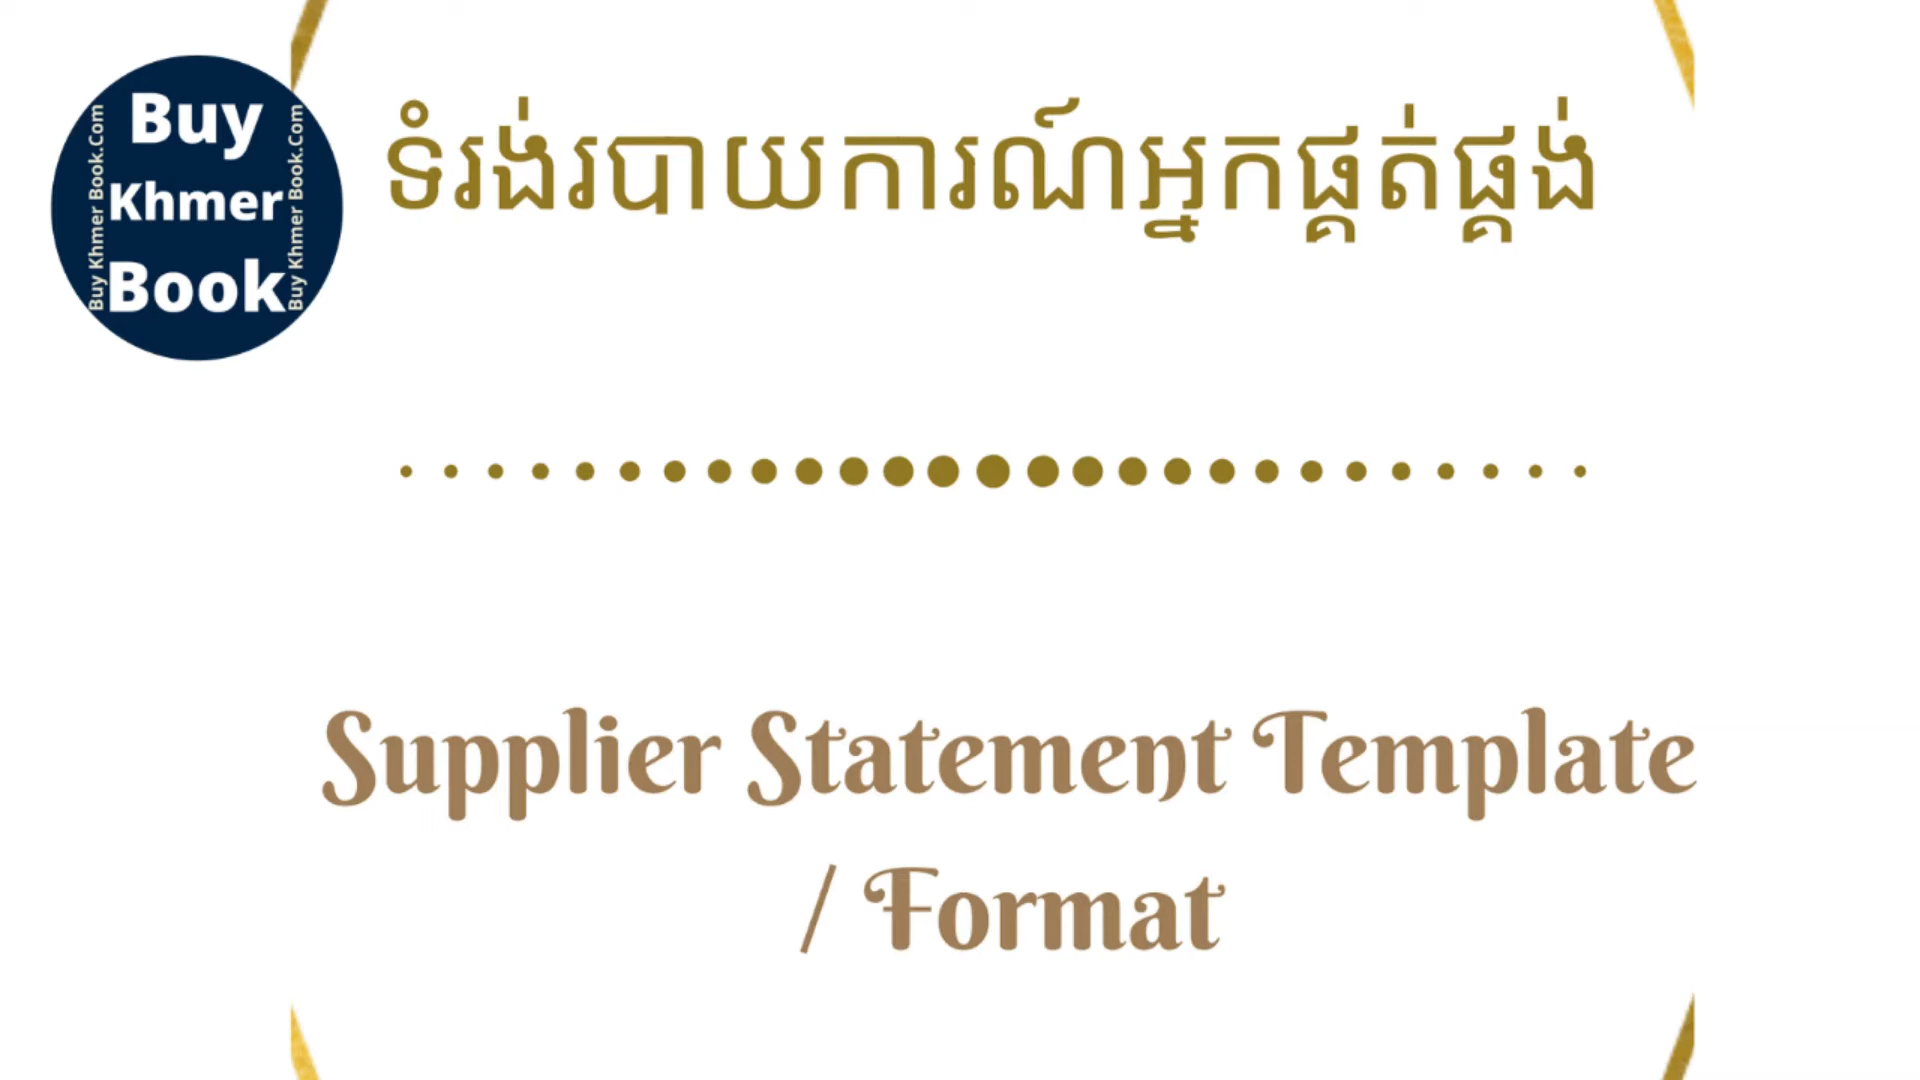 Buy
Khmer
Book
Buy Khmer Book.Com
Buy Khmer Book.Com
ទំរង់របាយការណ៍អ្នកផ្គត់ផ្គង់
Supplier Statement Template
/ Format